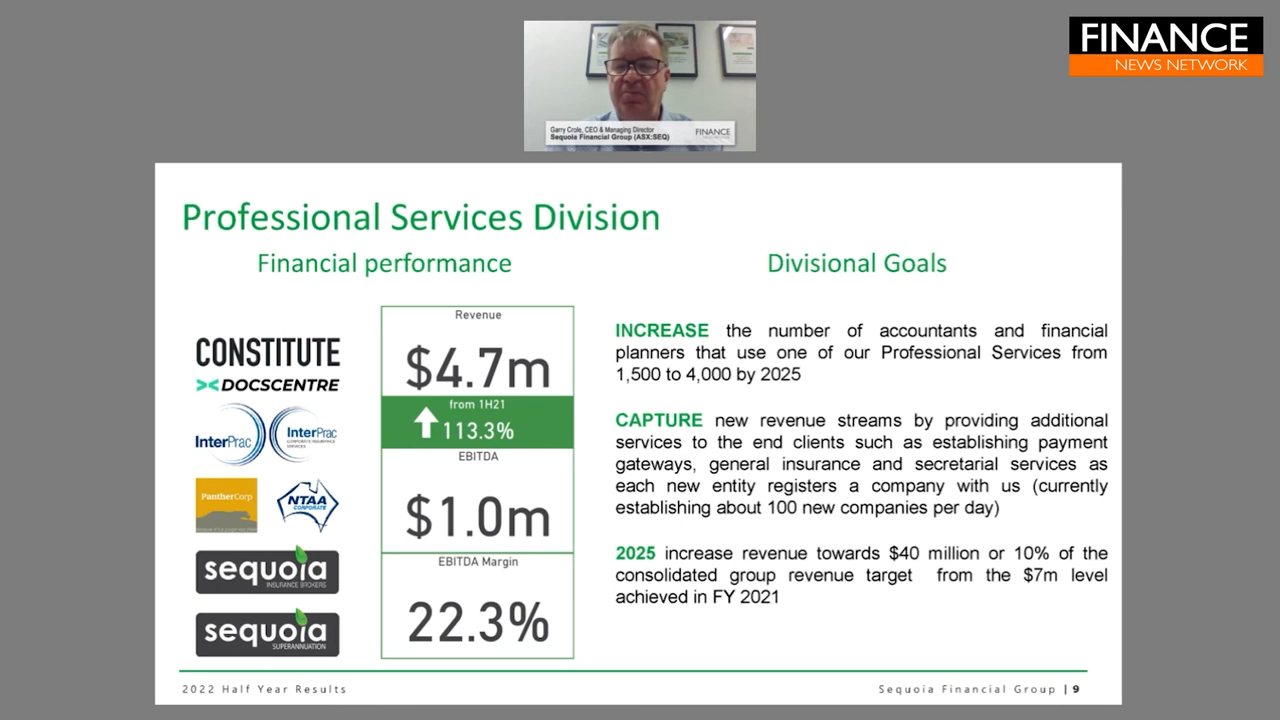 FINANCE
NEWS NETWORK
Garry Crole, CEO & Managing Director
Sequoia Financial Group (ASX:SEQ)
FINANCE
Professional Services Division
Financial performance
Divisional Goals
CONSTITUTE
DOCSCENTRE
InterPrac
InterPrac
CORPORATE INSURANCE
SERVICES
PantherCorp
NTAA
CORPORATE
sequoia
INSURANCE BROKERS
sequoia
SUPERANNUATION
Revenue
$4.7m
from 1H21
113.3%
EBITDA
$1.0m
EBITDA Margin
22.3%
INCREASE the number of accountants and financial
planners that use one of our Professional Services from
1,500 to 4,000 by 2025
CAPTURE new revenue streams by providing additional
services to the end clients such as establishing payment
gateways, general insurance and secretarial services as
each new entity registers a company with us (currently
establishing about 100 new companies per day)
2025 increase revenue towards $40 million or 10% of the
consolidated group revenue target from the $7m level
achieved in FY 2021
2022 Half Year Results
Sequoia Financial Group | 9